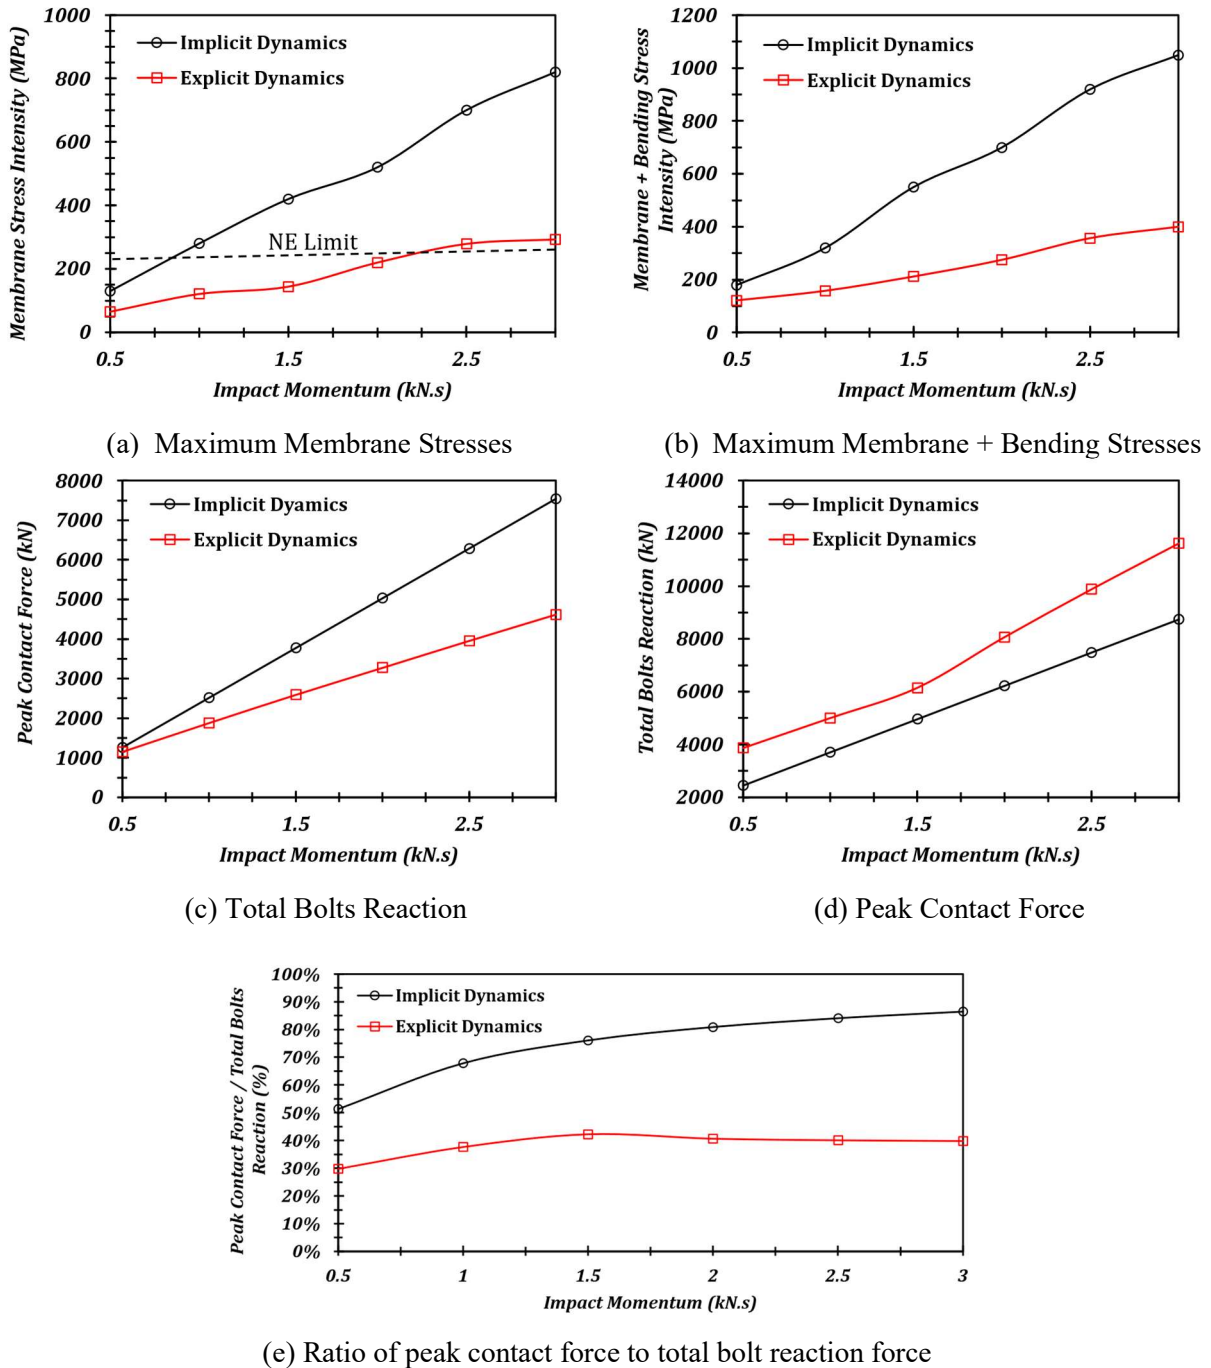 1000
800
600
400
200
0
Membrane Stress Intensity (MPa)
Implicit Dynamics
Explicit Dynamics
NE Limit
0.5
1.5
2.5
Impact Momentum (kN.s)
(a) Maximum Membrane Stresses
1200
1000
800
600
400
200
0
Membrane + Bending Stress
Intensity (MPa)
Implicit Dynamics
Explicit Dynamics
0.5
1.5
2.5
Impact Momentum (kN.s)
(b) Maximum Membrane + Bending Stresses
8000
7000
6000
5000
4000
3000
2000
1000
0
Peak Contact Force (kN)
Implicit Dyamics
Explicit Dynamics
0.5
1.5
2.5
Impact Momentum (kN.s)
(c) Total Bolts Reaction
14000
12000
10000
8000
6000
4000
2000
Total Bolts Reaction (kN)
Implicit Dynamics
Explicit Dynamics
0.5
1.5
2.5
Impact Momentum (kN.s)
(d) Peak Contact Force
100%
90%
80%
70%
60%
50%
40%
30%
20%
10%
0%
Peak Contact Force / Total Bolts
Reaction (%)
Implicit Dynamics
Explicit Dynamics
0.5
1
1.5
2
2.5
3
Impact Momentum (kN.s)
(e) Ratio of peak contact force to total bolt reaction force